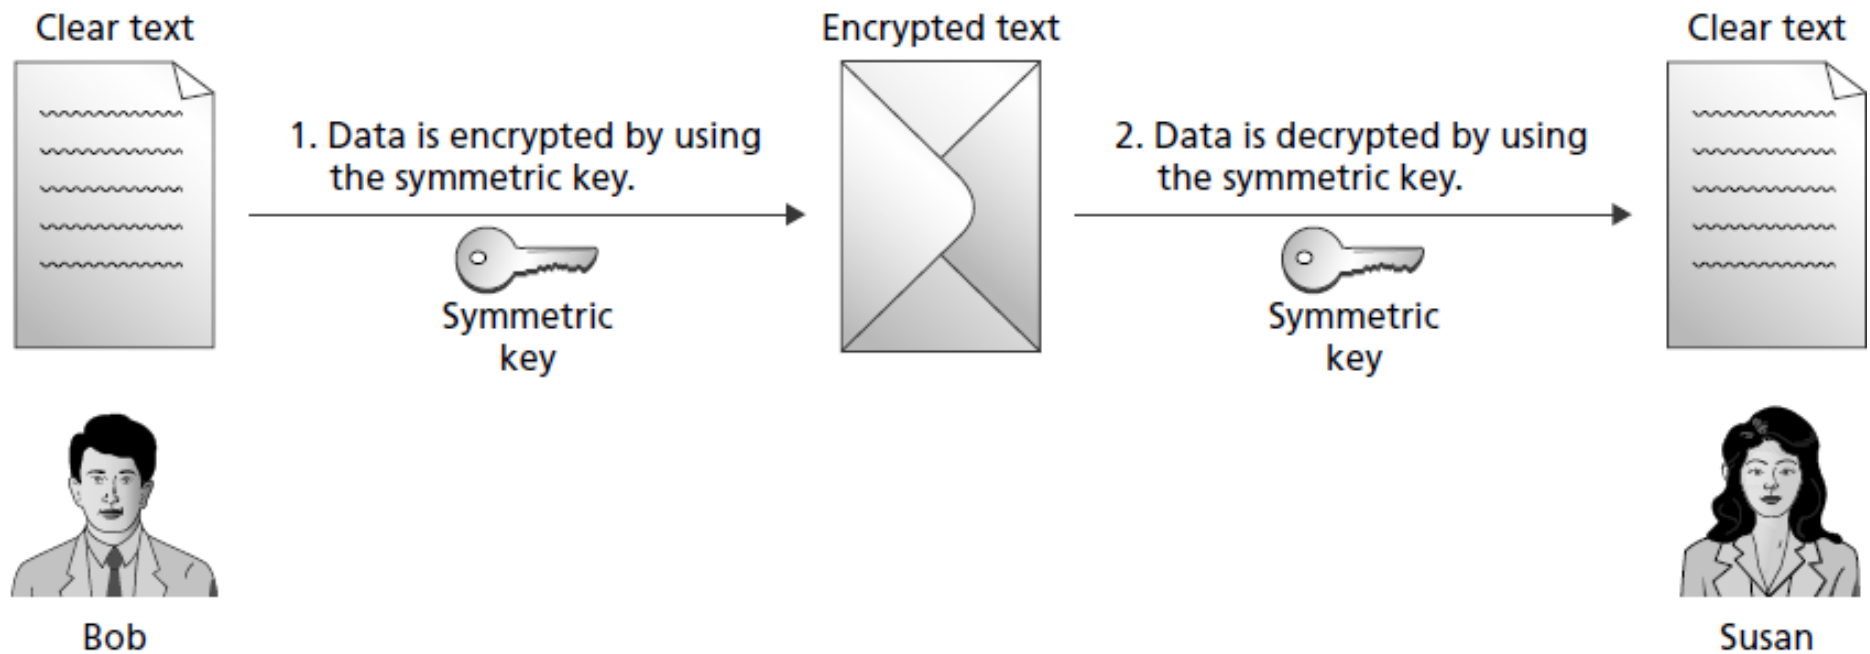 Clear text
Encrypted text
Clear text
1. Data is encrypted by using
the symmetric key.
2. Data is decrypted by using
the symmetric key.
Symmetric
key
Symmetric
key
Bob
Susan